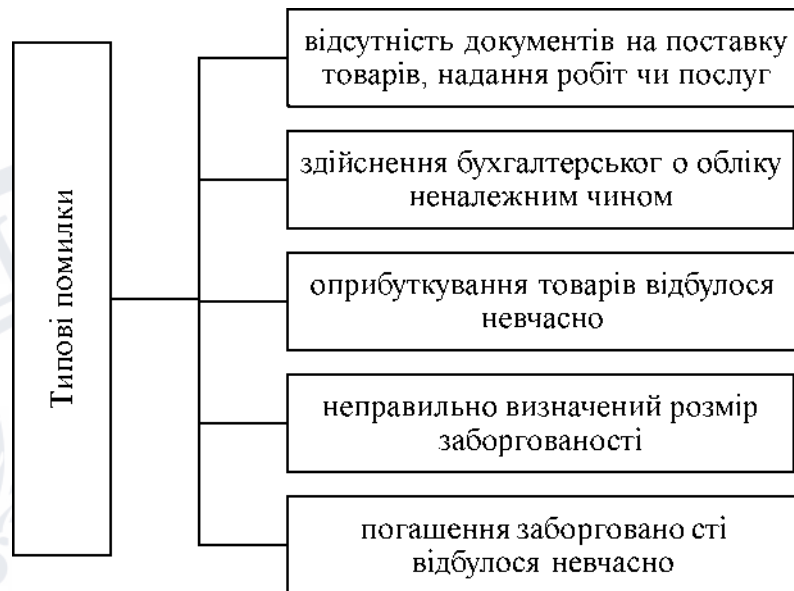 Типові помилки
відсутність документів на поставку
товарів, надання робіт чи послуг
здійснення бухгалтерськог о обліку
неналежним чином
оприбуткування товарів відбулося
невчасно
неправильно визначений розмір
заборгованості
погашення заборговано сті
відбулося невчасно